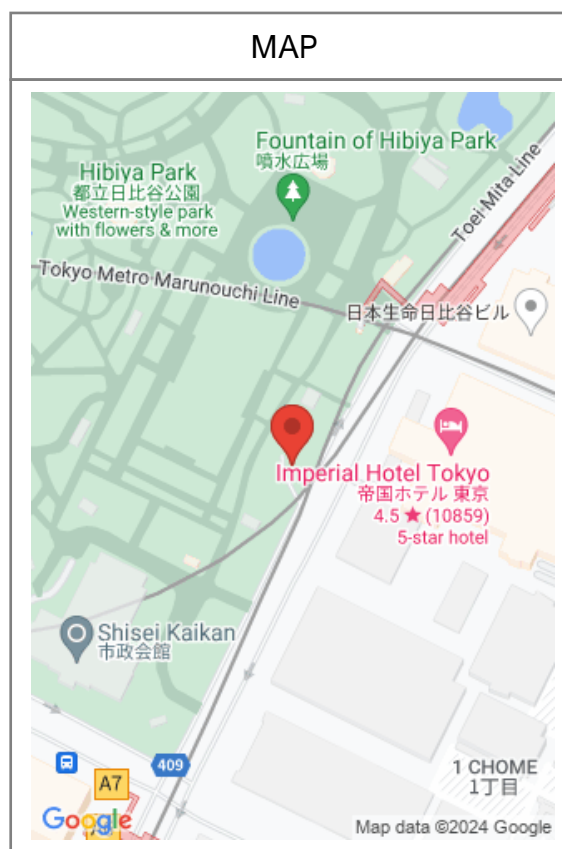 MAP
Fountain of Hibiya Park
噴水広場
Hibiya Park
都立日比谷公園
Western-style park
with flowers & more
Toei Mita Line
Tokyo Metro Marunouchi Line
日本生命日比谷ビル
Imperial Hotel Tokyo
帝国ホテル 東京
4.5 ★ (10859)
5-star hotel
Shisei Kaikan
市政会館
409
A7
1 CHOME
1丁目
Google
Map data ©2024 Google